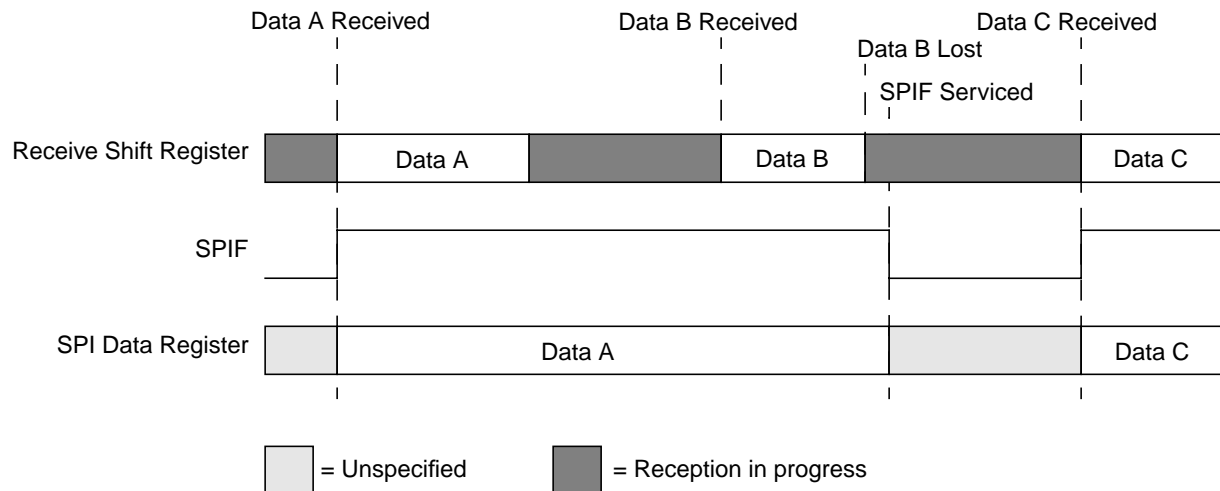 Data A Received
Data B Received
Data C Received
Data B Lost
SPIF Serviced
Receive Shift Register
Data A
Data B
Data C
SPIF
SPI Data Register
Data A
Data C
= Unspecified
= Reception in progress